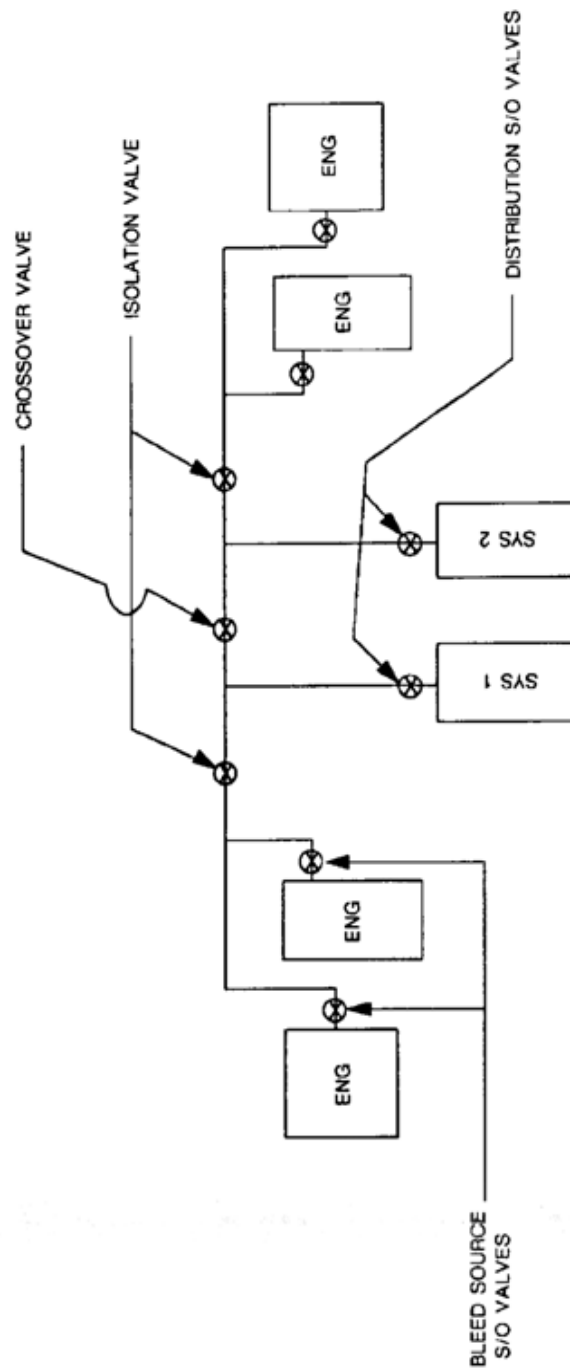 CROSSOVER VALVE
ISOLATION VALVE
ENG
ENG
ENG
ENG
SYS 1
SYS 2
DISTRIBUTION S/O VALVES
BLEED SOURCE
S/O VALVES